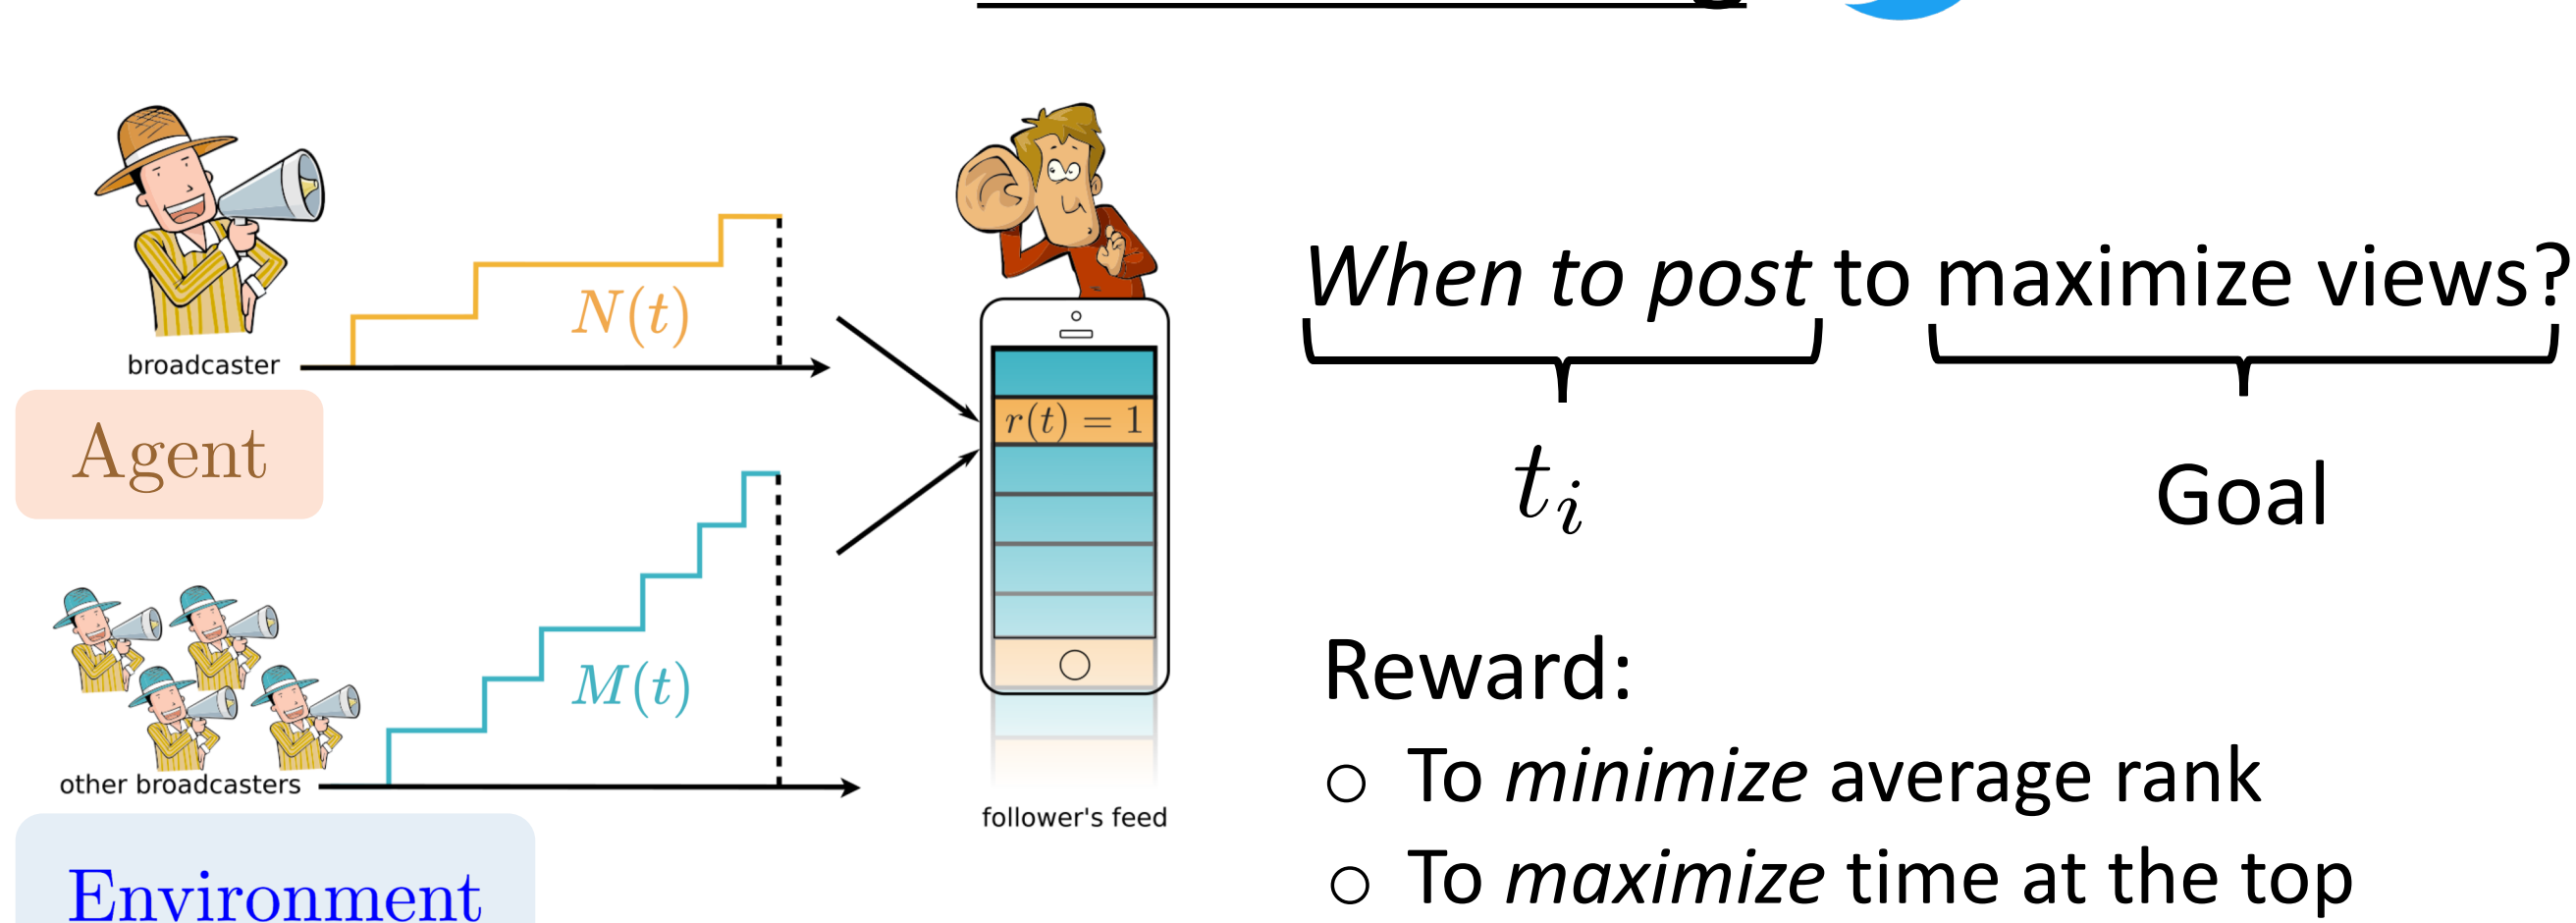 broadcaster
N(t)
Agent
other broadcasters
M(t)
Environment
r(t) = 1
follower's feed
When to post to maximize views?
t_i
Goal
Reward:
○ To minimize average rank
○ To maximize time at the top